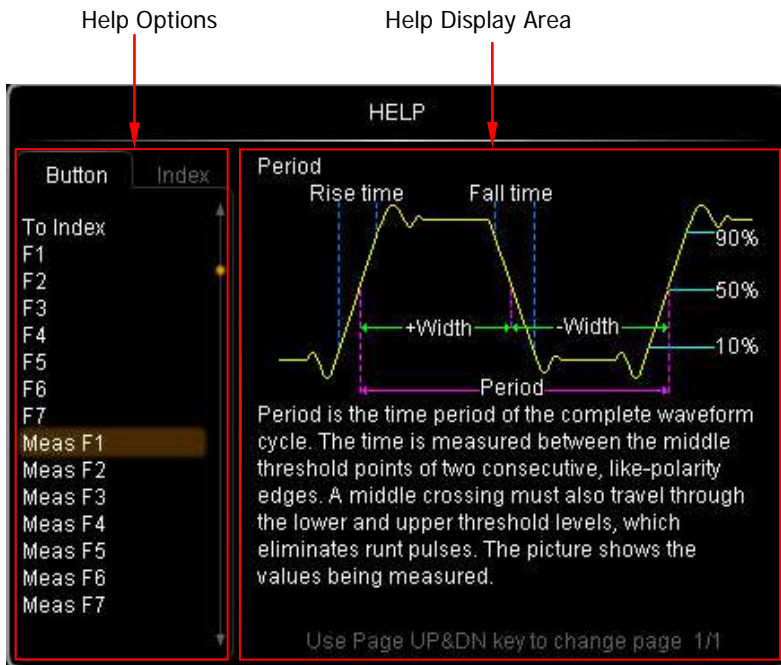 Help Options
Help Display Area
HELP
Button
Index
To Index
F1
F2
F3
F4
F5
F6
F7
Meas F1
Meas F2
Meas F3
Meas F4
Meas F5
Meas F6
Meas F7
Period
Rise time
Fall time
90%
50%
+Width
-Width
10%
Period
Period is the time period of the complete waveform
cycle. The time is measured between the middle
threshold points of two consecutive, like-polarity
edges. A middle crossing must also travel through
the lower and upper threshold levels, which
eliminates runt pulses. The picture shows the
values being measured.
Use Page UP&DN key to change page 1/1